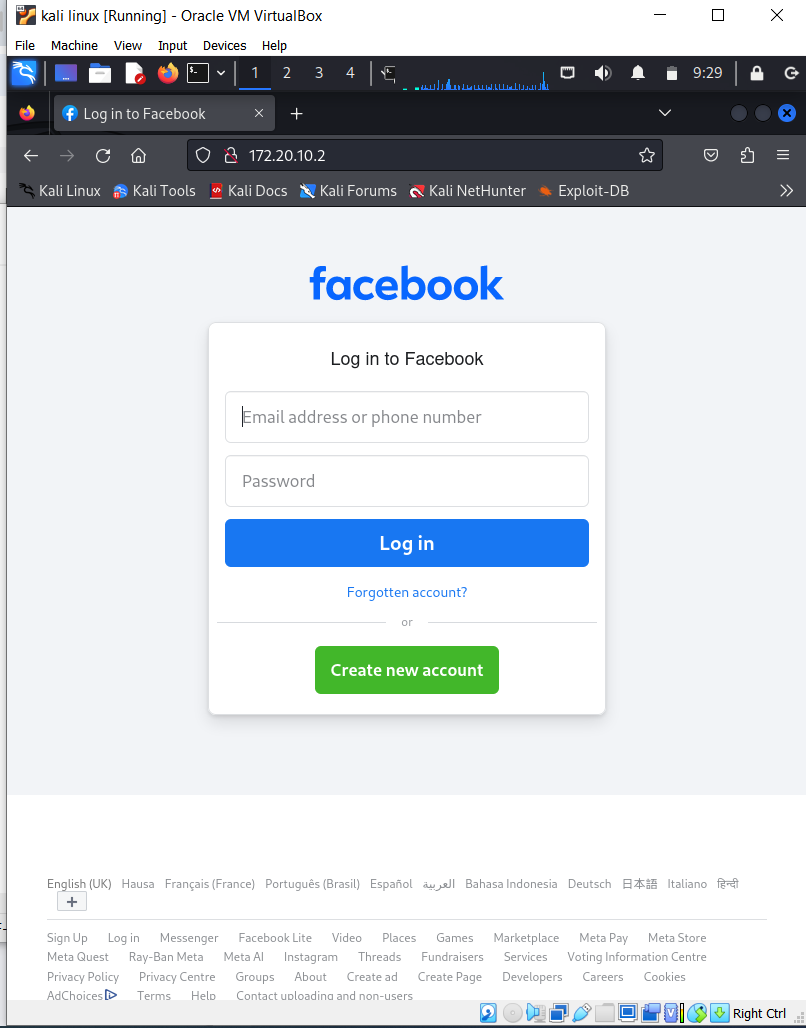 kali linux [Running] - Oracle VM VirtualBox
File Machine View Input Devices Help
1 2 3 4 9:29
Log in to Facebook
172.20.10.2
Kali Linux Kali Tools Kali Docs Kali Forums Kali NetHunter Exploit-DB
facebook
Log in to Facebook
Email address or phone number
Password
Log in
Forgotten account?
or
Create new account
English (UK) Hausa Français (France) Português (Brasil) Español العربية Bahasa Indonesia Deutsch 日本語 Italiano हिन्दी
+
Sign Up Log in Messenger Facebook Lite Video Places Games Marketplace Meta Pay Meta Store
Meta Quest Ray-Ban Meta Meta AI Instagram Threads Fundraisers Services Voting Information Centre
Privacy Policy Privacy Centre Groups About Create ad Create Page Developers Careers Cookies
AdChoices Terms Help Contact uploading and non-users
Right Ctrl